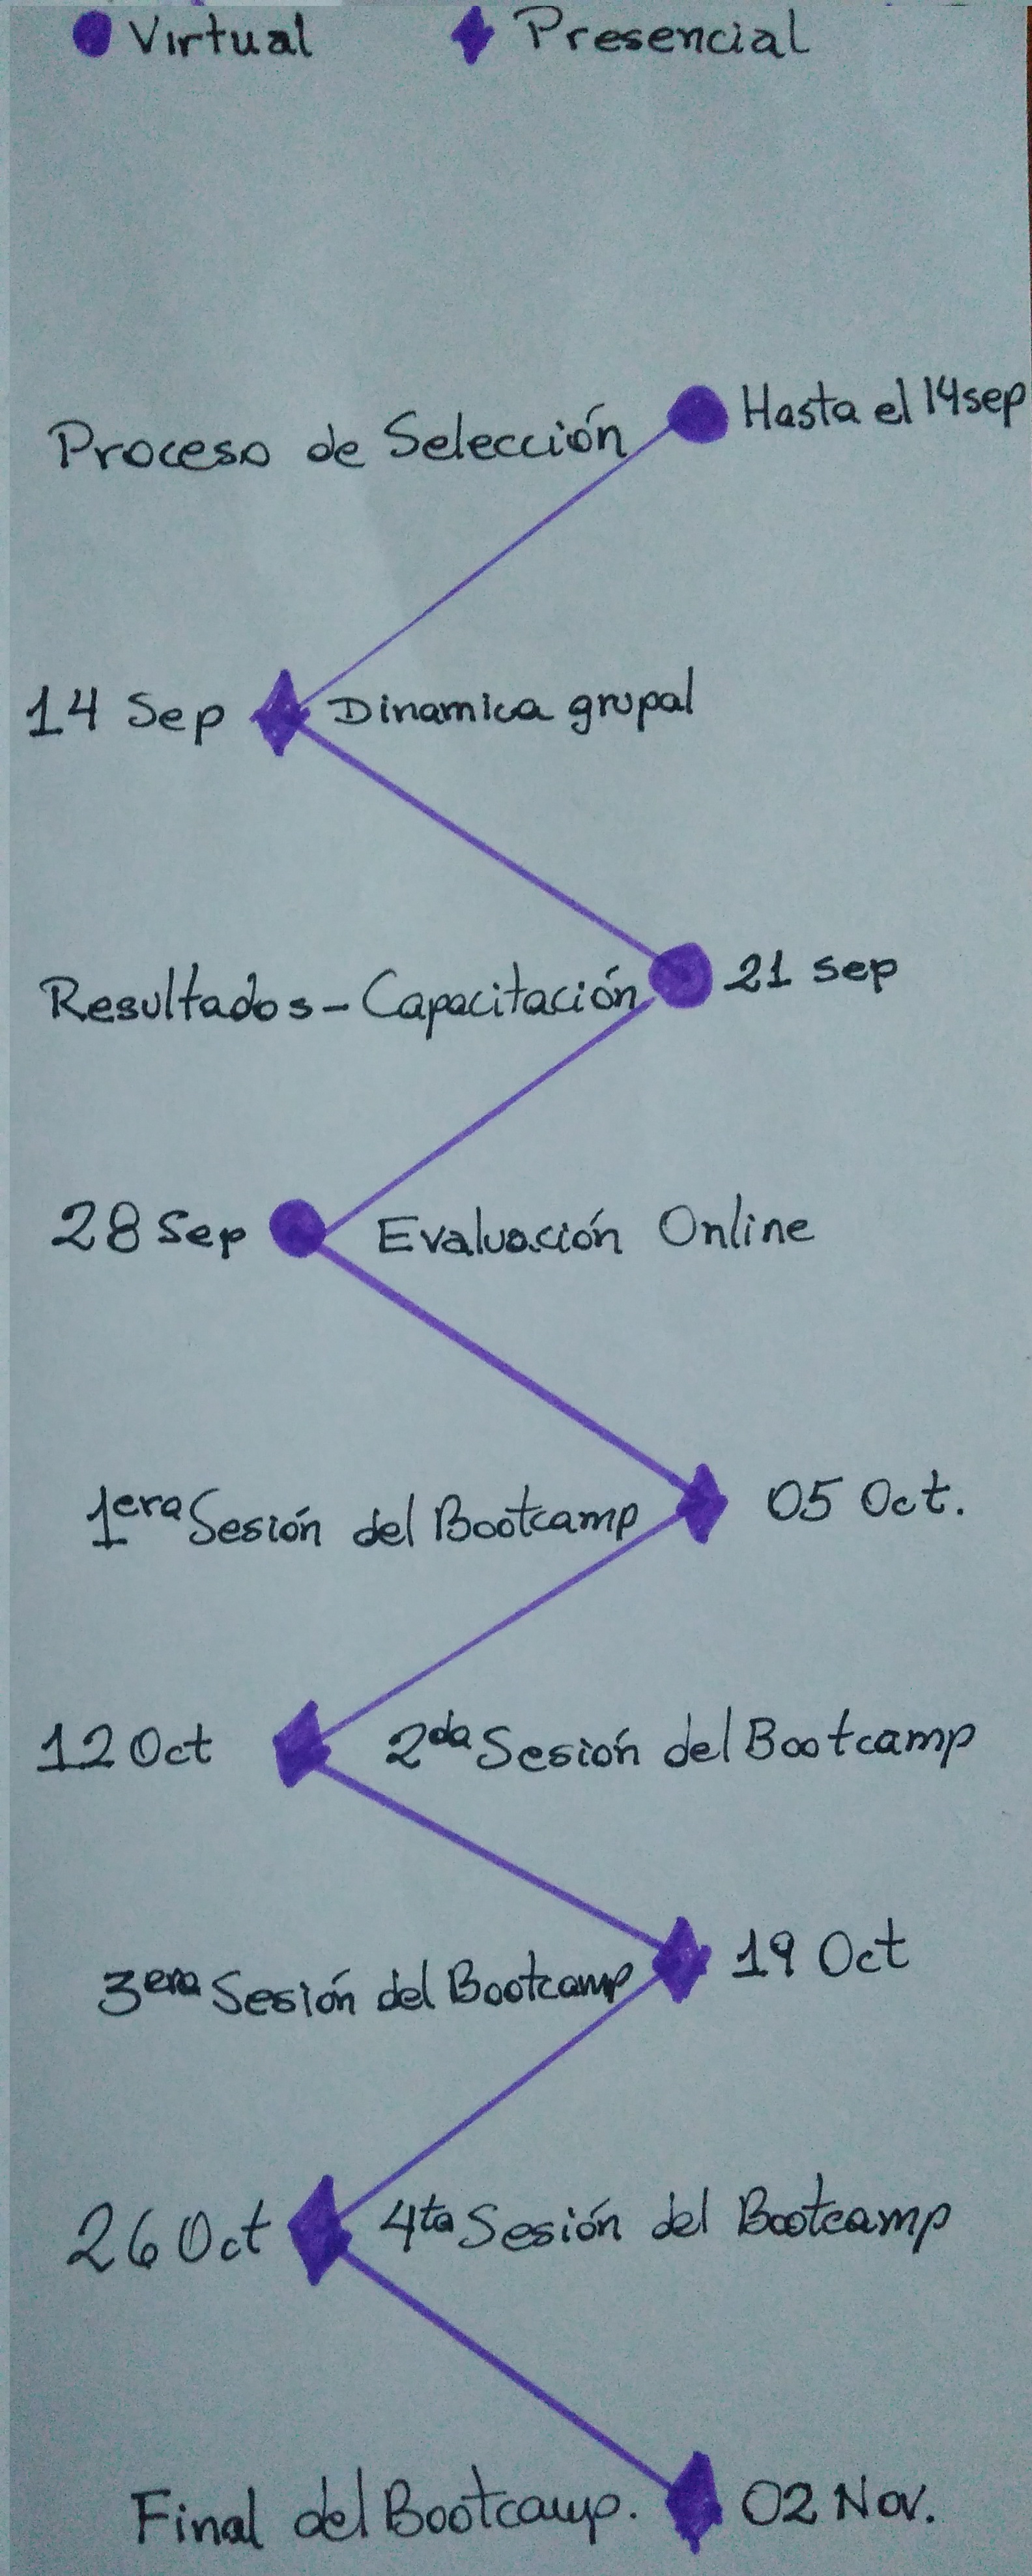 Virtual Presencial
Proceso de Selección Hasta el 14sep
14 Sep Dinamica grupal
Resultados - Capacitación 21 sep
28 Sep Evaluación Online
1era Sesión del Bootcamp 05 Oct.
12 Oct 2da Sesión del Bootcamp
3era Sesión del Bootcamp 19 Oct
26 Oct 4ta Sesión del Bootcamp
Final del Bootcamp. 02 Nov.